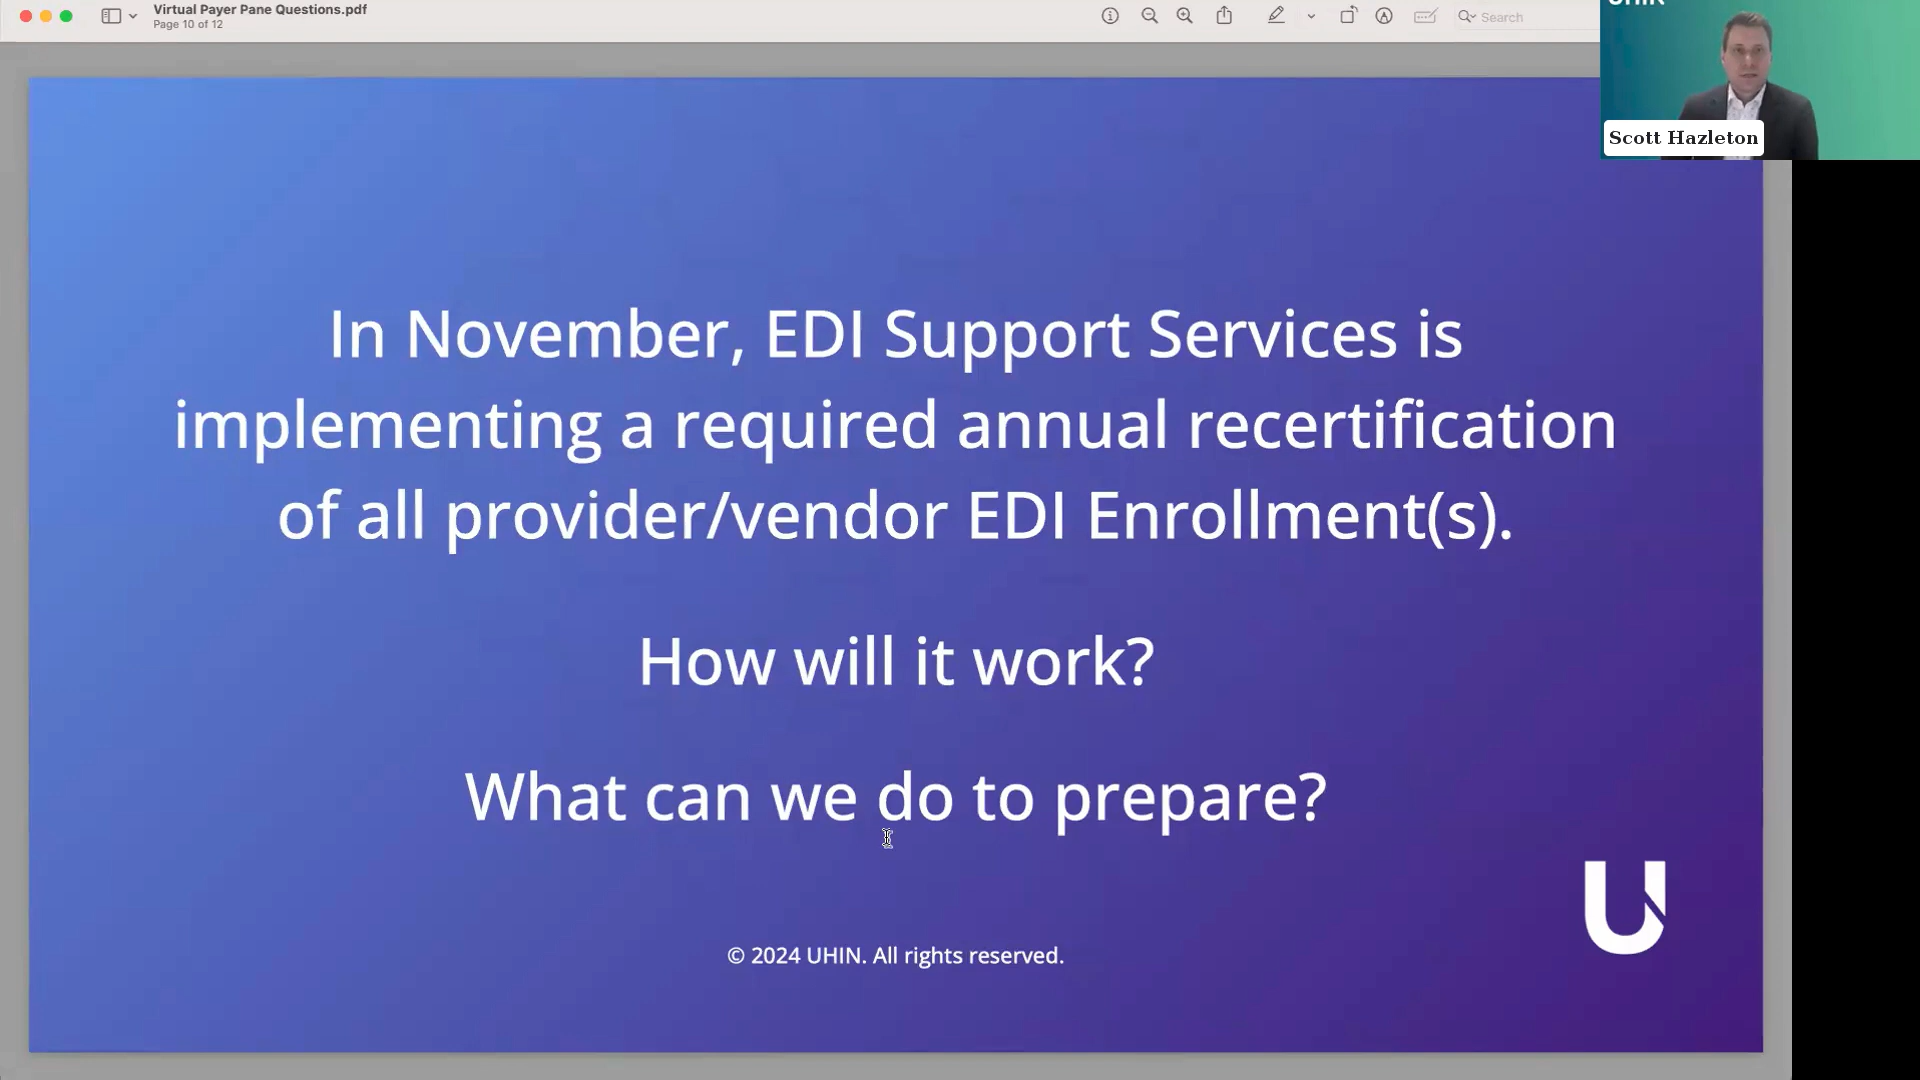 Virtual Payer Pane Questions.pdf
Page 10 of 12
Search
UHIN
Scott Hazleton
In November, EDI Support Services is
implementing a required annual recertification
of all provider/vendor EDI Enrollment(s).
How will it work?
What can we do to prepare?
© 2024 UHIN. All rights reserved.